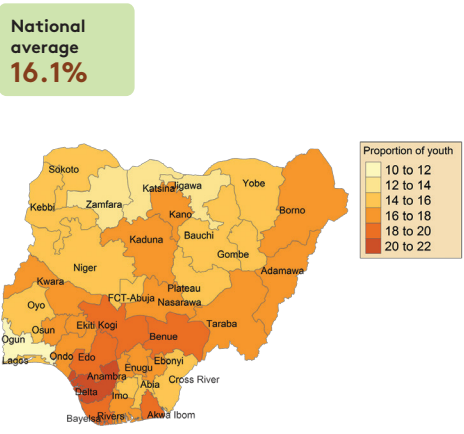 National
average
16.1%
Proportion of youth
10 to 12
12 to 14
14 to 16
16 to 18
18 to 20
20 to 22
Sokoto
Katsina
Jigawa
Yobe
Kebbi
Zamfara
Kano
Borno
Kaduna
Bauchi
Gombe
Niger
Adamawa
Kwara
Plateau
FCT-Abuja
Nasarawa
Oyo
Taraba
Osun
Ekiti
Kogi
Benue
Ogun
Lagos
Ondo
Edo
Enugu
Ebonyi
Anambra
Cross River
Delta
Imo
Abia
Bayelsa
Rivers
Akwa Ibom